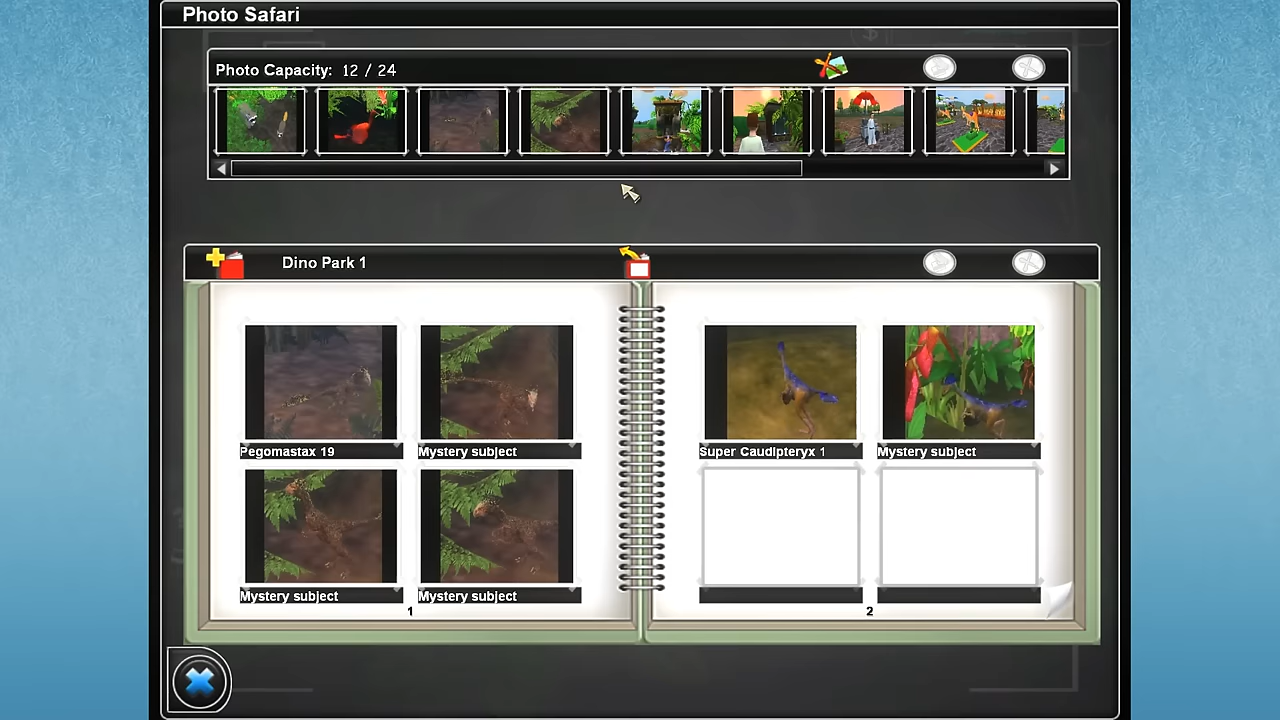 Photo Safari
Photo Capacity: 12 / 24
Dino Park 1
Pegomastax 19
Mystery subject
Super Caudipteryx 1
Mystery subject
Mystery subject
Mystery subject
1
2